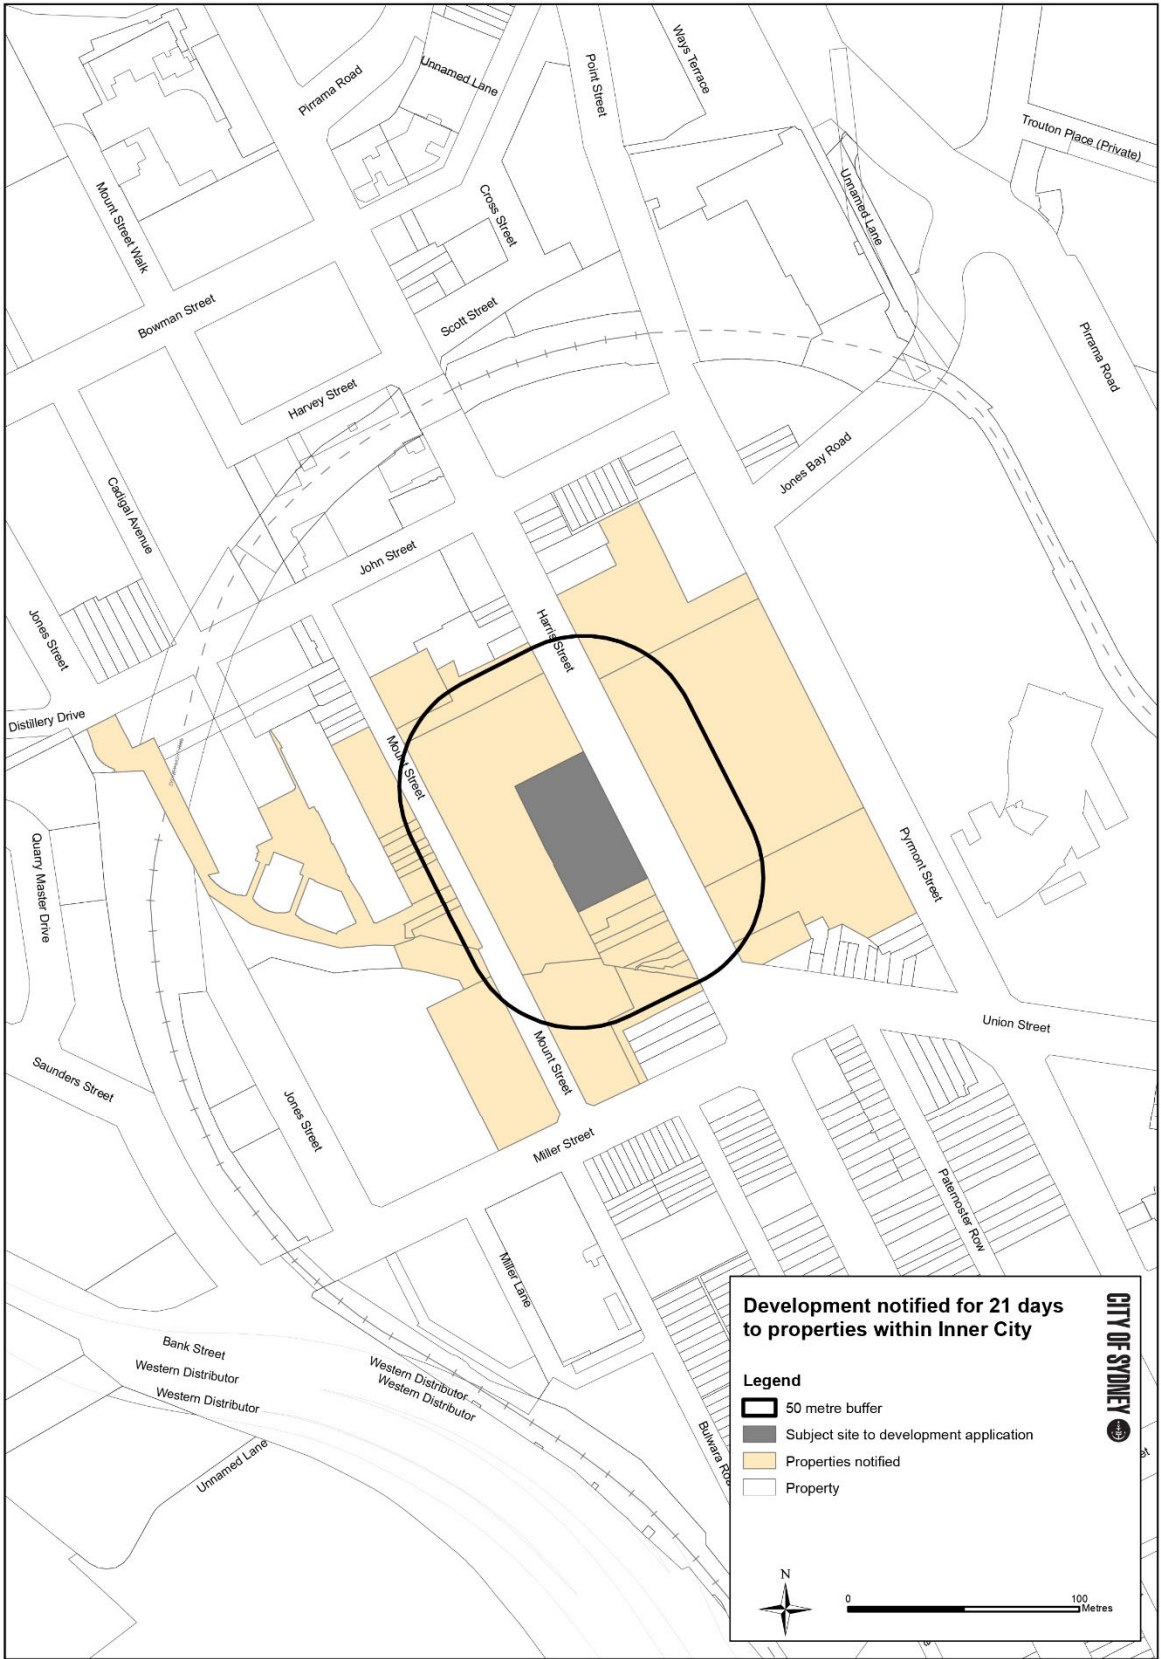 Ways Terrace
Point Street
Unnamed Lane
Pirrama Road
Trouton Place (Private)
Unnamed Lane
Mount Street Walk
Cross Street
Bowman Street
Scott Street
Pirrama Road
Harvey Street
Jones Bay Road
Cadigal Avenue
John Street
Jones Street
Harris Street
Distillery Drive
Mount Street
Quarry Master Drive
Pyrmont Street
Union Street
Saunders Street
Mount Street
Jones Street
Miller Street
Paternoster Row
Miller Lane
Bank Street
Western Distributor
Western Distributor
Western Distributor
Western Distributor
Unnamed Lane
Bulwara
Development notified for 21 days
to properties within Inner City
CITY OF SYDNEY
Legend
50 metre buffer
Subject site to development application
Properties notified
Property
N
0 100
Metres